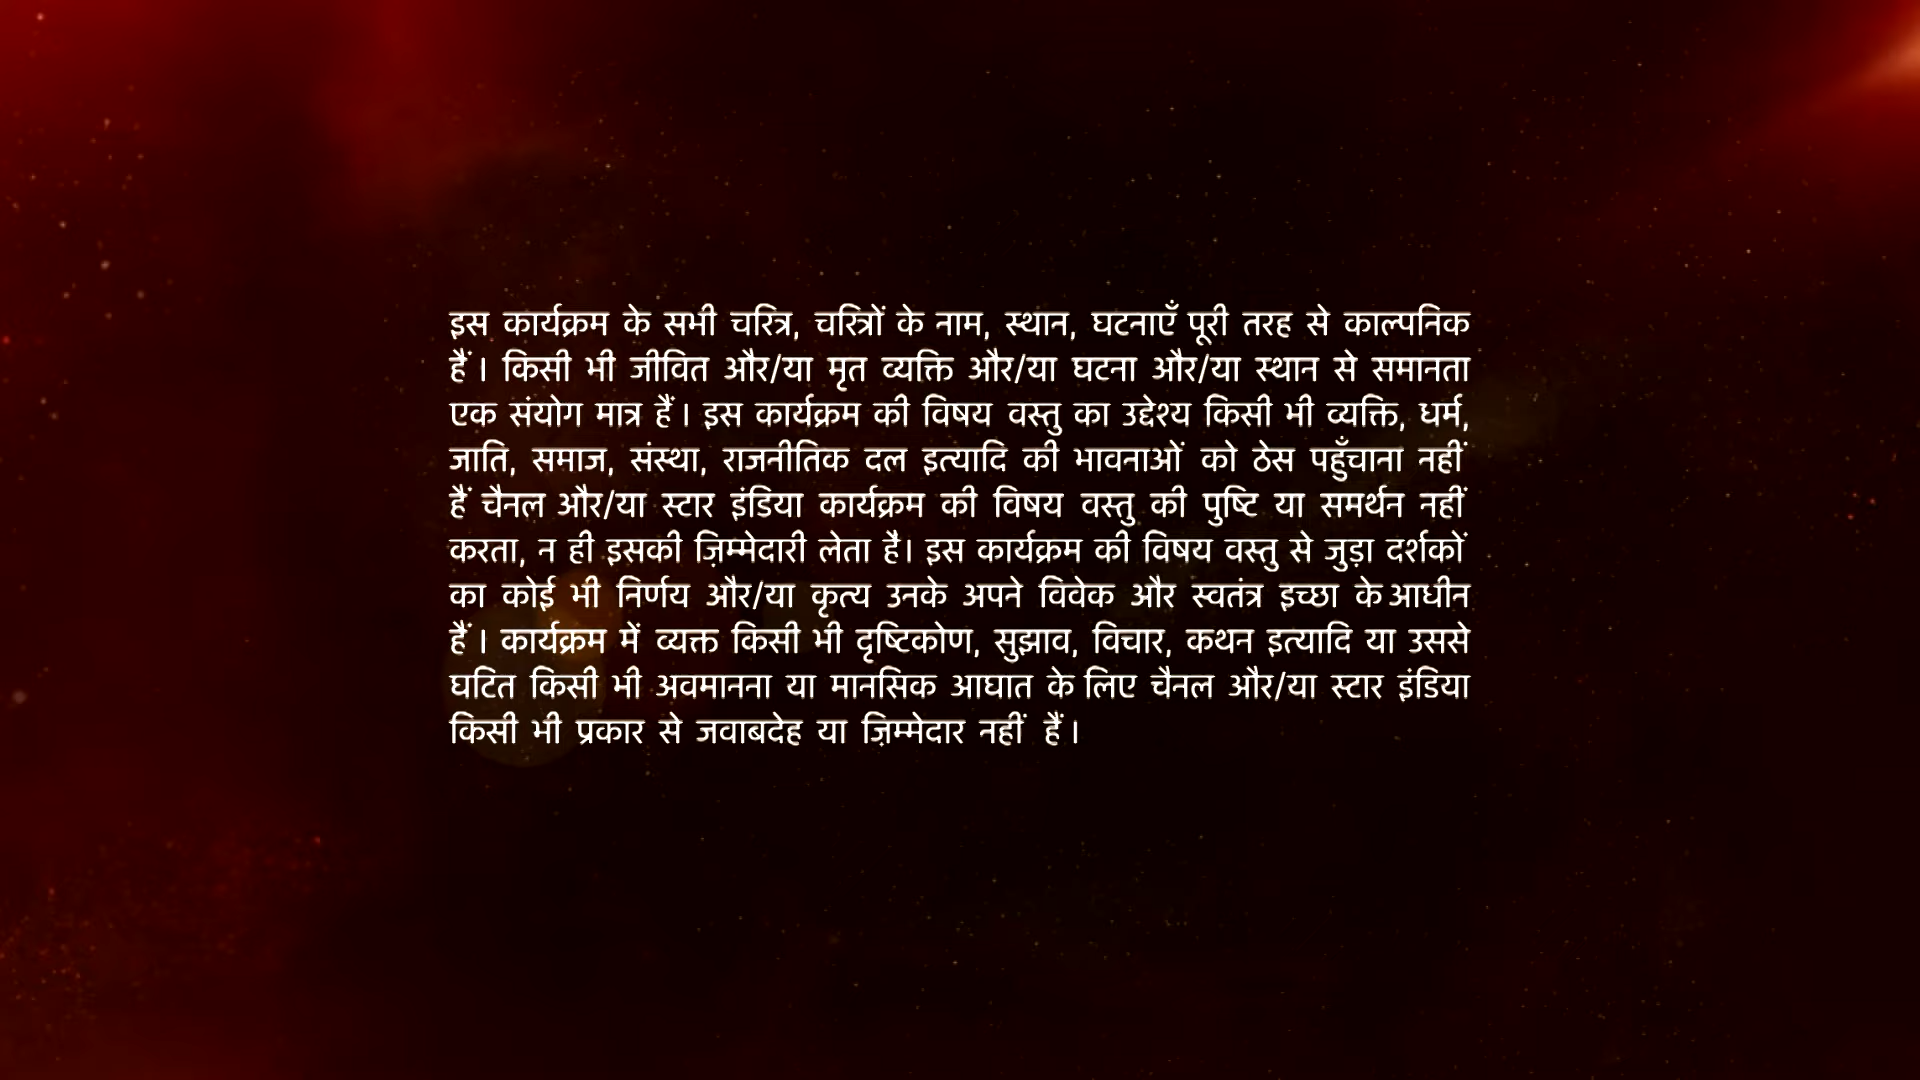 इस कार्यक्रम के सभी चरित्र, चरित्रों के नाम, स्थान, घटनाएँ पूरी तरह से काल्पनिक
हैं । किसी भी जीवित और/या मृत व्यक्ति और/या घटना और/या स्थान से समानता
एक संयोग मात्र हैं । इस कार्यक्रम की विषय वस्तु का उद्देश्य किसी भी व्यक्ति, धर्म,
जाति, समाज, संस्था, राजनीतिक दल इत्यादि की भावनाओं को ठेस पहुँचाना नहीं
हैं चैनल और/या स्टार इंडिया कार्यक्रम की विषय वस्तु की पुष्टि या समर्थन नहीं
करता, न ही इसकी ज़िम्मेदारी लेता है। इस कार्यक्रम की विषय वस्तु से जुड़ा दर्शकों
का कोई भी निर्णय और/या कृत्य उनके अपने विवेक और स्वतंत्र इच्छा के आधीन
हैं । कार्यक्रम में व्यक्त किसी भी दृष्टिकोण, सुझाव, विचार, कथन इत्यादि या उससे
घटित किसी भी अवमानना या मानसिक आघात के लिए चैनल और/या स्टार इंडिया
किसी भी प्रकार से जवाबदेह या ज़िम्मेदार नहीं हैं ।